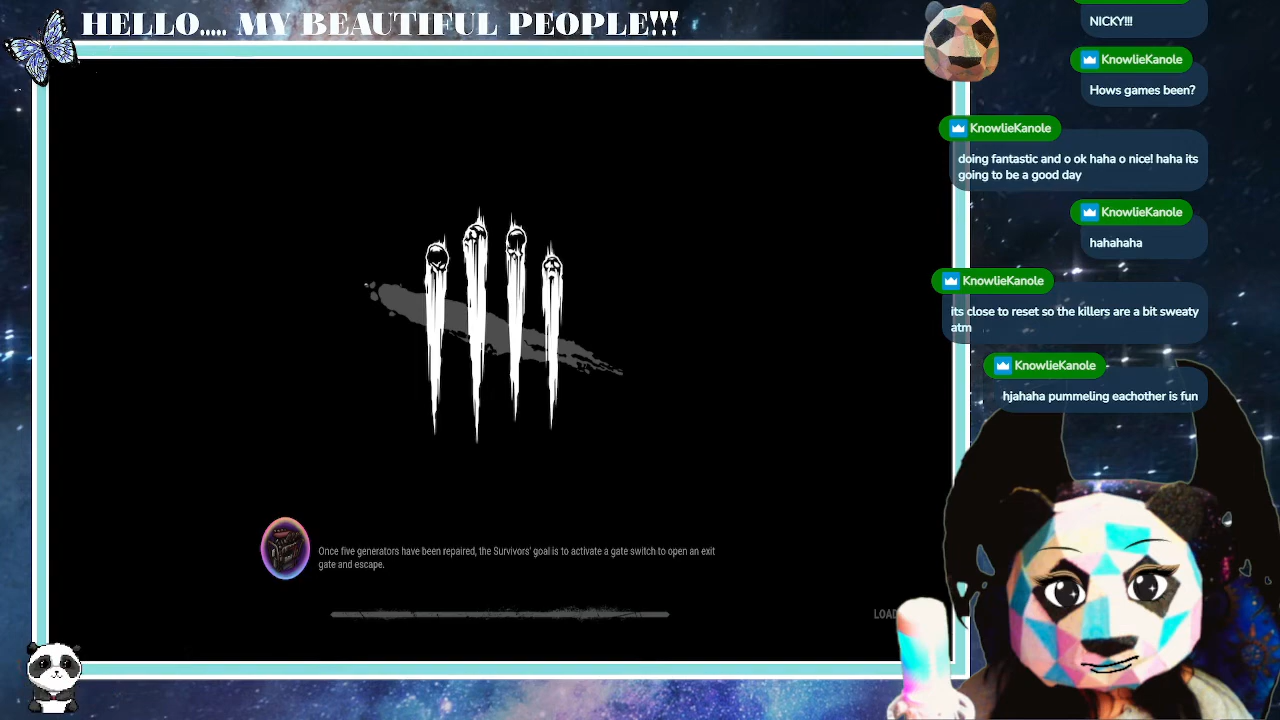 HELLO..... MY BEAUTIFUL PEOPLE!!!
NICKY!!!
KnowlieKanole
Hows games been?
KnowlieKanole
doing fantastic and o ok haha o nice! haha its
going to be a good day
KnowlieKanole
hahahaha
KnowlieKanole
its close to reset so the killers are a bit sweaty
atm
KnowlieKanole
hjahaha pummeling eachother is fun
Once five generators have been repaired, the Survivors' goal is to activate a gate switch to open an exit
gate and escape.